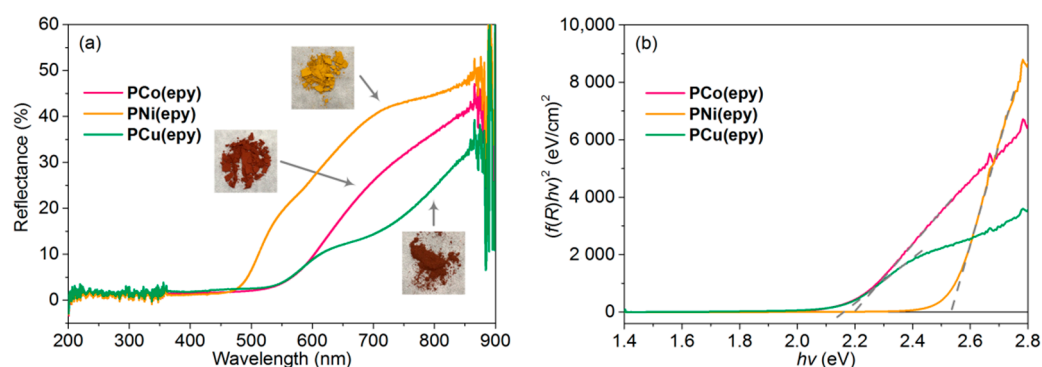 (a)
PCo(epy)
PNi(epy)
PCu(epy)
Reflectance (%)
60
50
40
30
20
10
0
200 300 400 500 600 700 800 900
Wavelength (nm)
(b)
PCo(epy)
PNi(epy)
PCu(epy)
(f(R)hν)² (eV/cm)²
10 000
8 000
6 000
4 000
2 000
0
1.4 1.6 1.8 2.0 2.2 2.4 2.6 2.8
hν (eV)